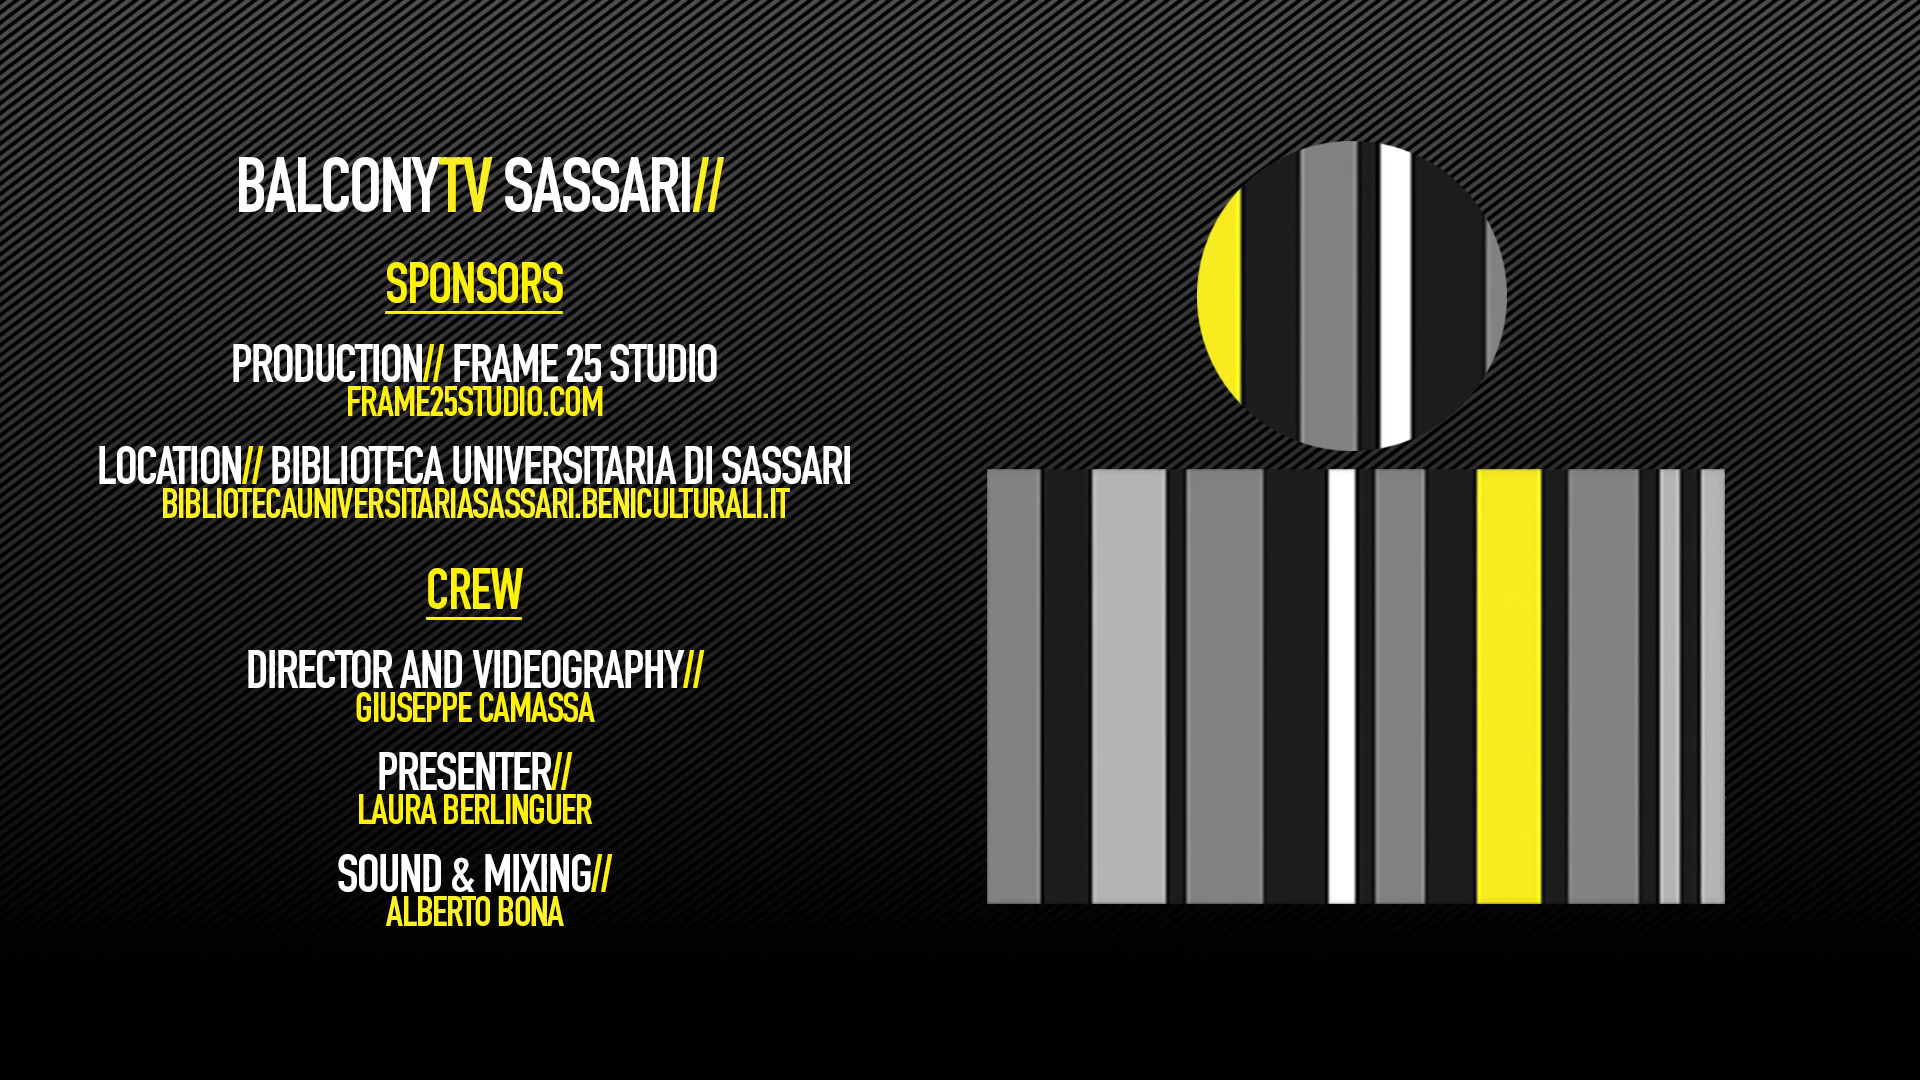 BALCONYTV SASSARI//
SPONSORS
PRODUCTION// FRAME 25 STUDIO
FRAME25STUDIO.COM
LOCATION// BIBLIOTECA UNIVERSITARIA DI SASSARI
BIBLIOTECAUNIVERSITARIASASSARI.BENICULTURALI.IT
CREW
DIRECTOR AND VIDEOGRAPHY//
GIUSEPPE CAMASSA
PRESENTER//
LAURA BERLINGUER
SOUND & MIXING//
ALBERTO BONA